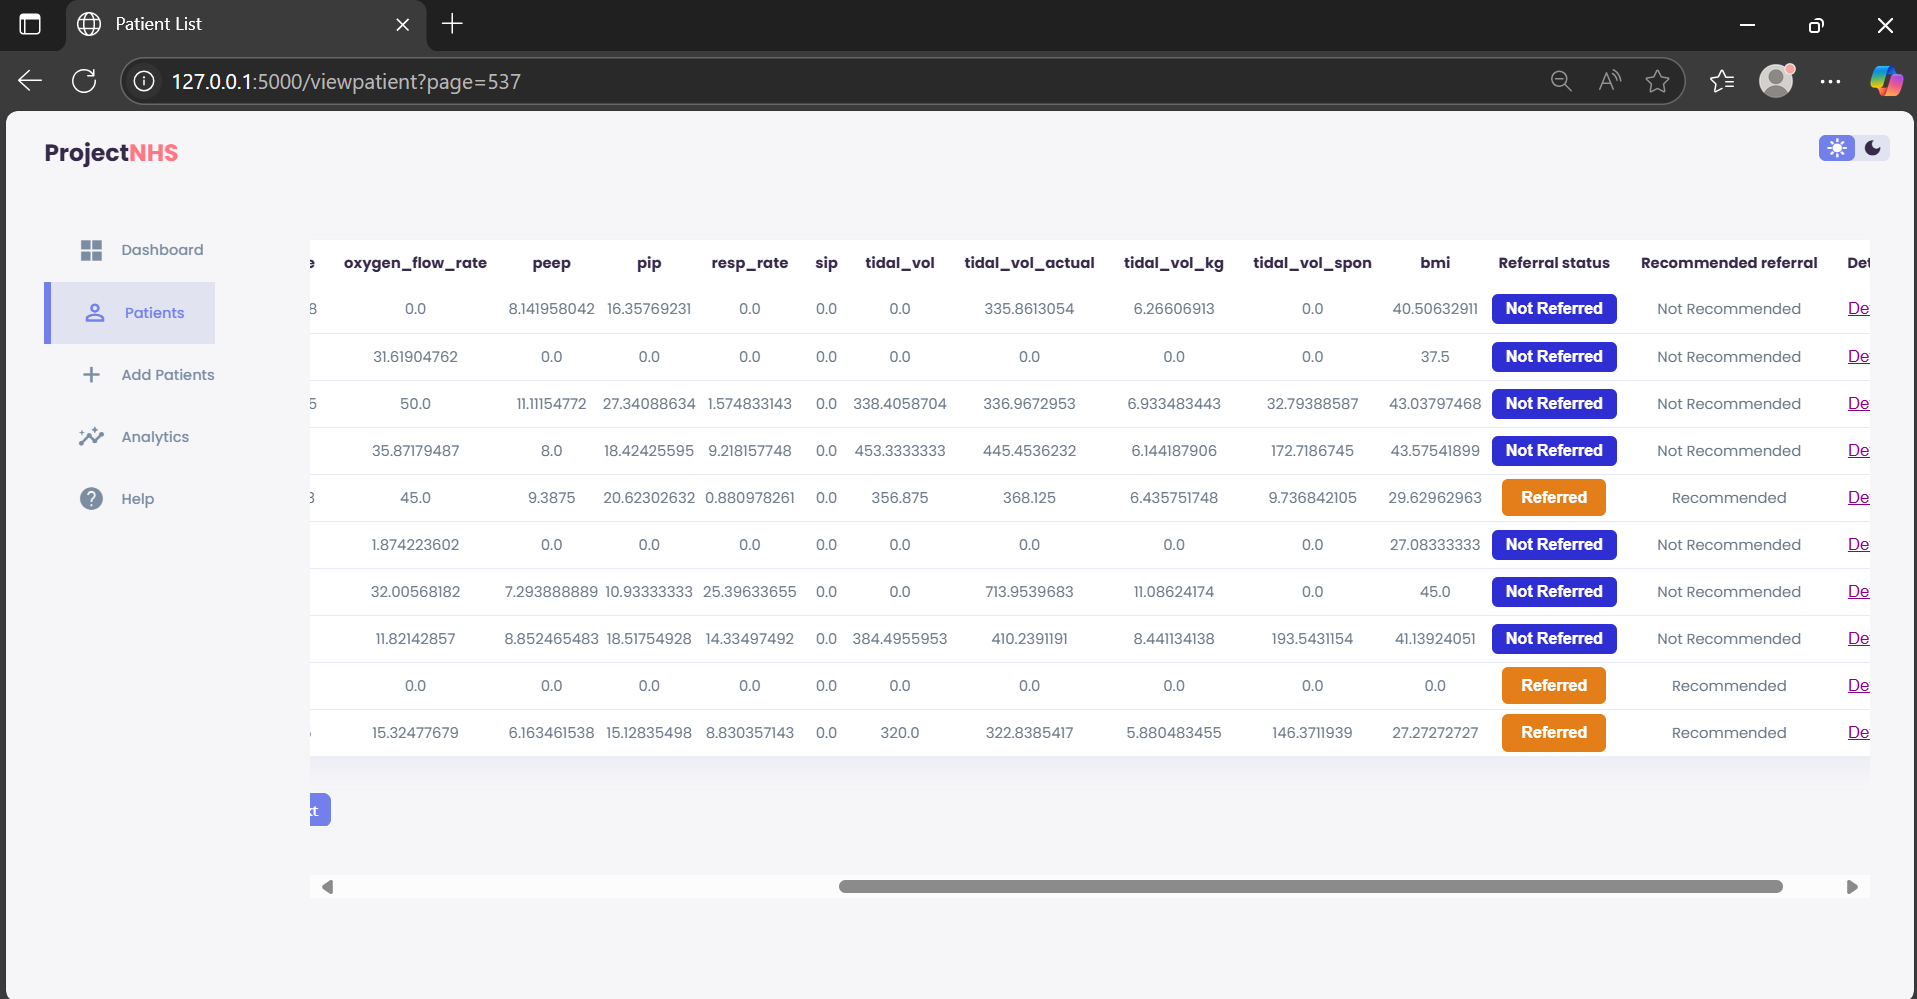 Patient List
127.0.0.1:5000/viewpatient?page=537
ProjectNHS
Dashboard
Patients
Add Patients
Analytics
Help
oxygen_flow_rate peep pip resp_rate sip tidal_vol tidal_vol_actual tidal_vol_kg tidal_vol_spon bmi Referral status Recommended referral
8 0.0 8.141958042 16.35769231 0.0 0.0 0.0 335.8613054 6.26606913 0.0 40.50632911 Not Referred Not Recommended
31.61904762 0.0 0.0 0.0 0.0 0.0 0.0 0.0 0.0 37.5 Not Referred Not Recommended
5 50.0 11.11154772 27.34088634 1.574833143 0.0 338.4058704 336.9672953 6.933483443 32.79388587 43.03797468 Not Referred Not Recommended
35.87179487 8.0 18.42425595 9.218157748 0.0 453.3333333 445.4536232 6.144187906 172.7186745 43.57541899 Not Referred Not Recommended
3 45.0 9.3875 20.62302632 0.880978261 0.0 356.875 368.125 6.435751748 9.736842105 29.62962963 Referred Recommended
1.874223602 0.0 0.0 0.0 0.0 0.0 0.0 0.0 0.0 27.08333333 Not Referred Not Recommended
32.00568182 7.293888889 10.93333333 25.39633655 0.0 0.0 713.9539683 11.08624174 0.0 45.0 Not Referred Not Recommended
11.82142857 8.852465483 18.51754928 14.33497492 0.0 384.4955953 410.2391191 8.441134138 193.5431154 41.13924051 Not Referred Not Recommended
0.0 0.0 0.0 0.0 0.0 0.0 0.0 0.0 0.0 0.0 Referred Recommended
15.32477679 6.163461538 15.12835498 8.830357143 0.0 320.0 322.8385417 5.880483455 146.3711939 27.27272727 Referred Recommended